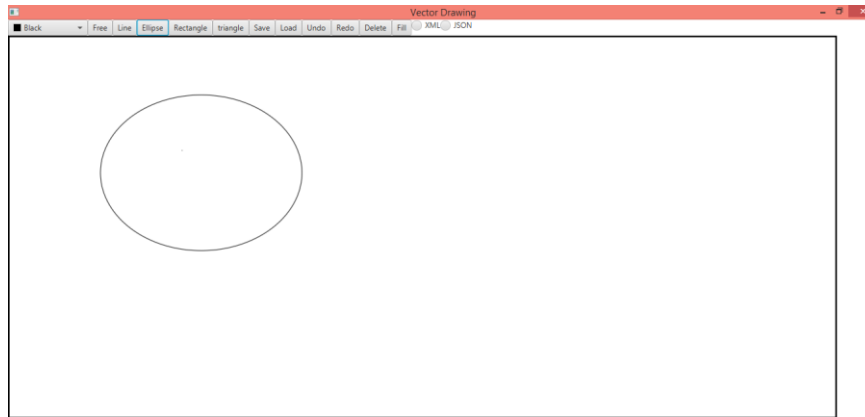 Vector Drawing
Black Free Line Ellipse Rectangle triangle Save Load Undo Redo Delete Fill XML JSON